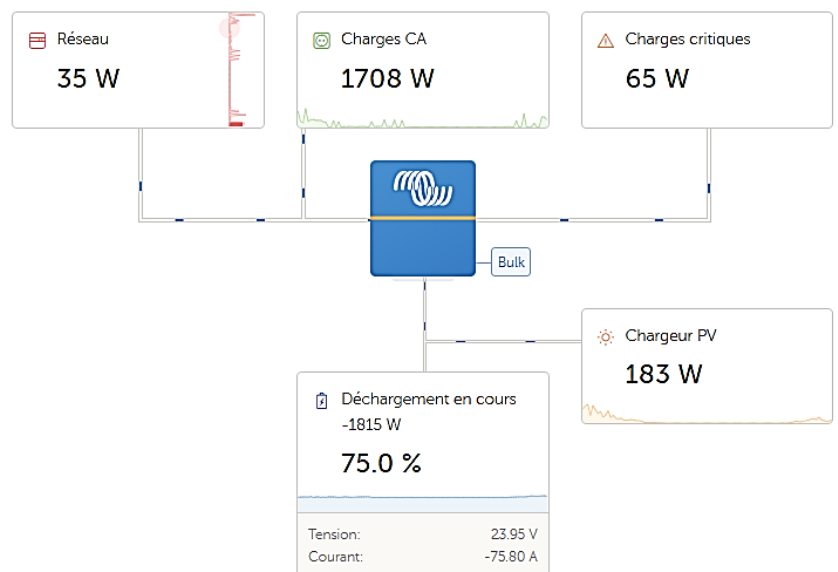 Réseau
35 W
Charges CA
1708 W
Charges critiques
65 W
Bulk
Chargeur PV
183 W
Déchargement en cours
-1815 W
75.0 %
Tension: 23.95 V
Courant: -75.80 A